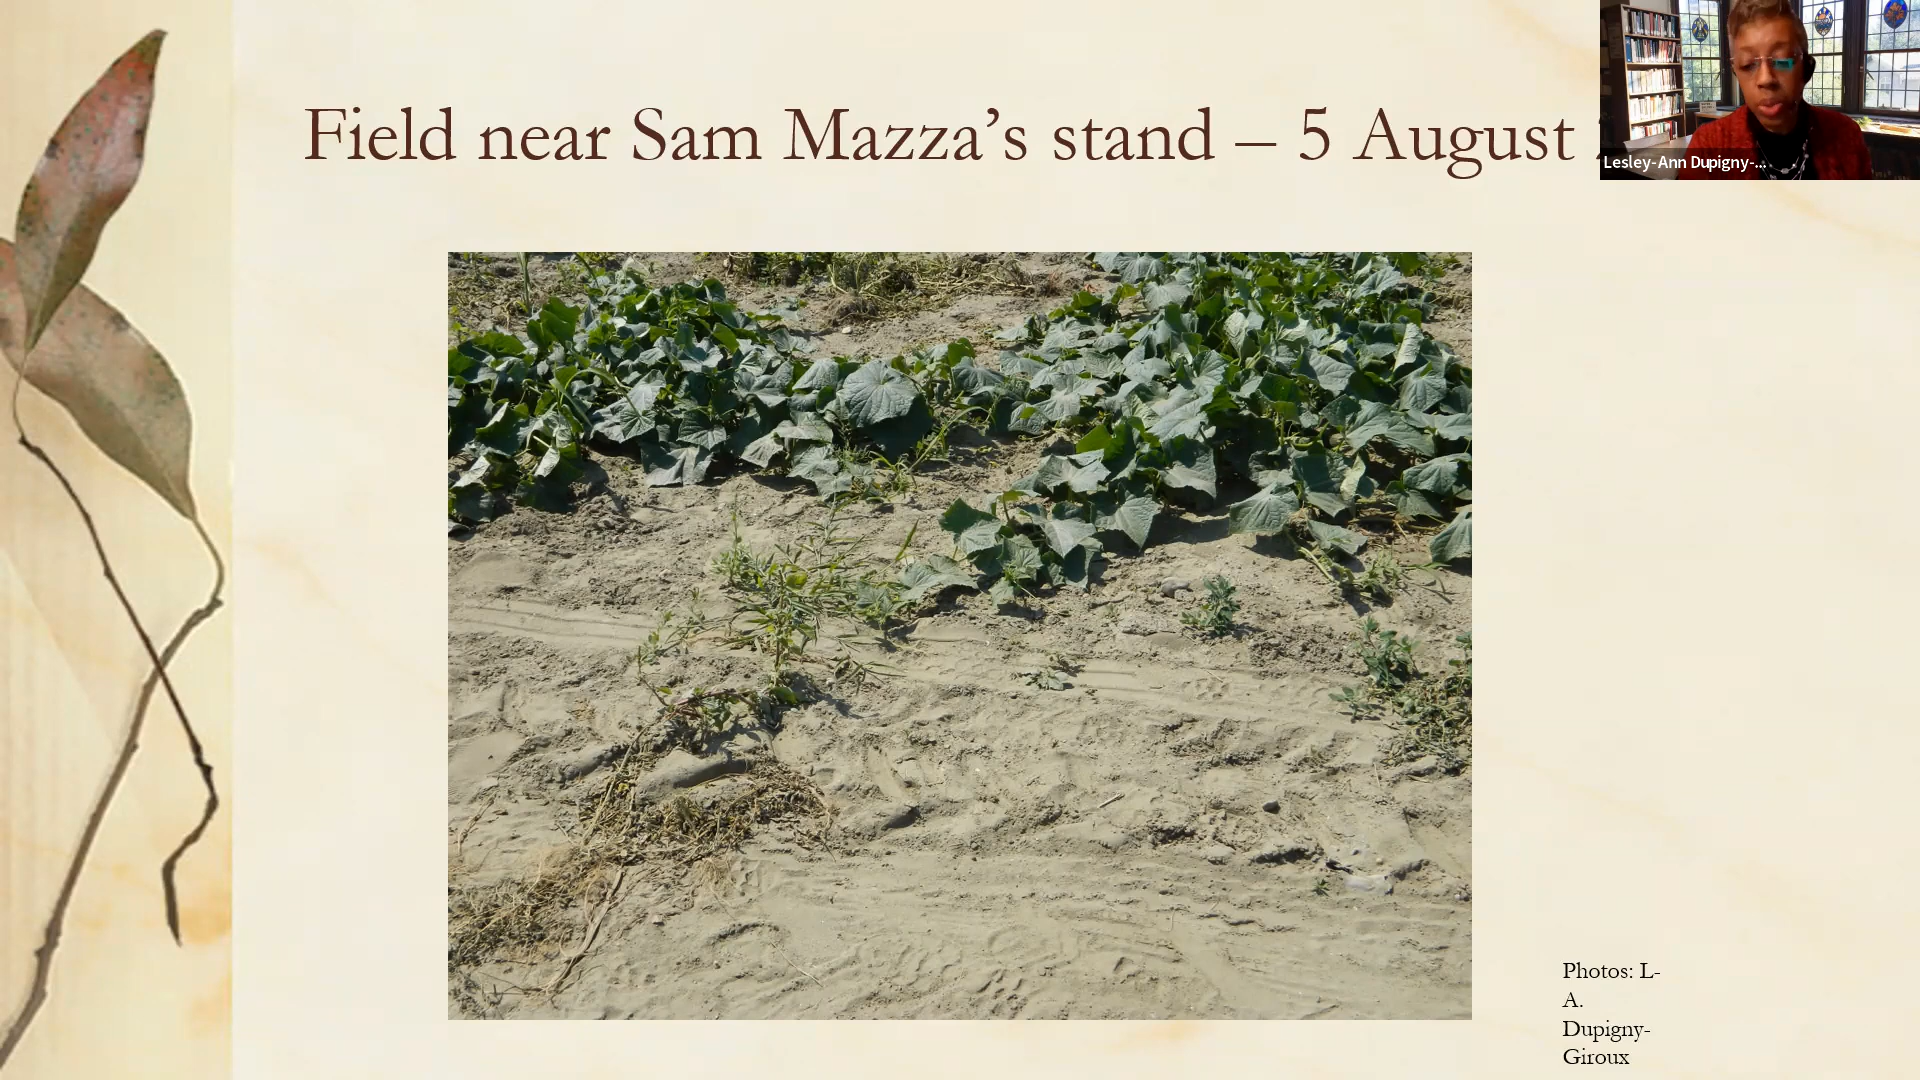 Field near Sam Mazza’s stand – 5 August
Lesley-Ann Dupigny-...
Photos: L-
A.
Dupigny-
Giroux